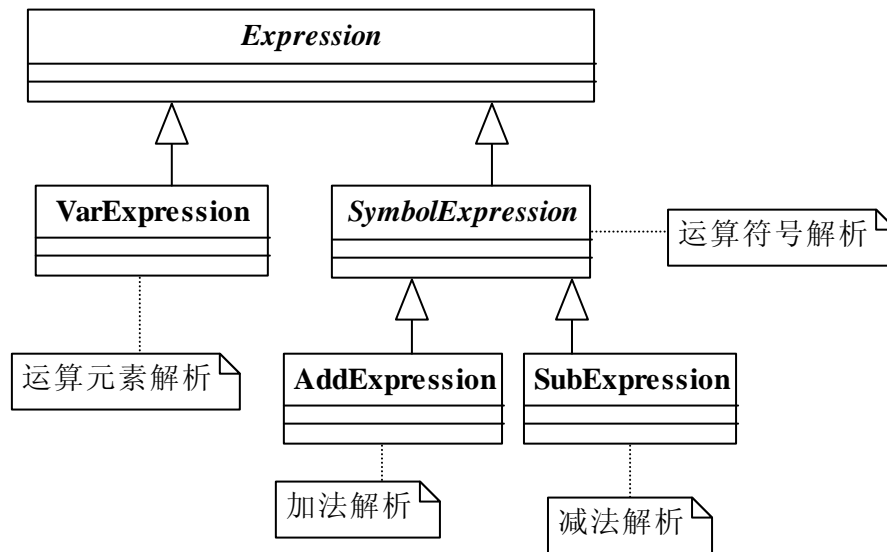 Expression
VarExpression
SymbolExpression
运算符号解析
运算元素解析
AddExpression
SubExpression
加法解析
减法解析